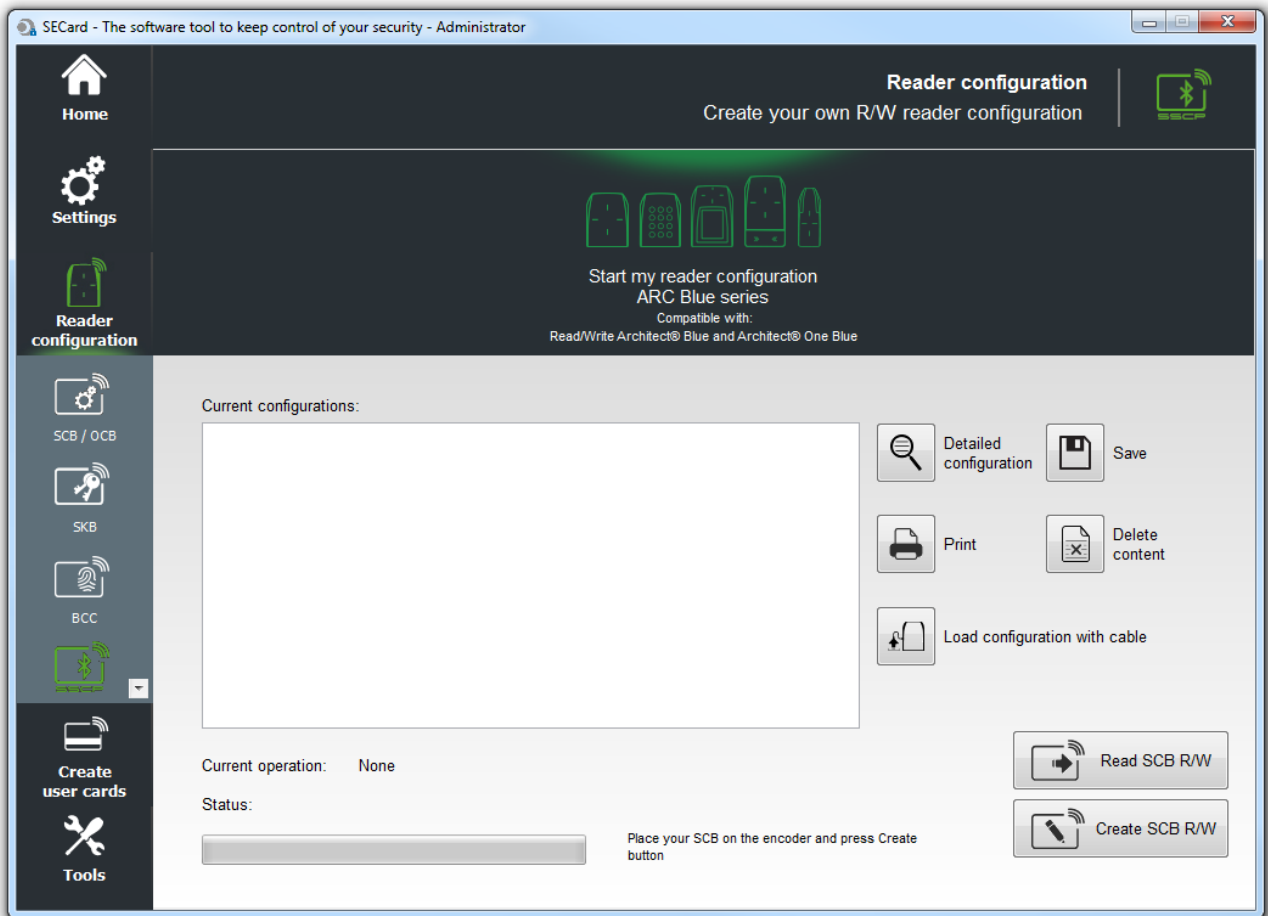 SECard - The software tool to keep control of your security - Administrator
Home
Settings
Reader
configuration
SCB / OCB
SKB
BCC
SSCP
Create
user cards
Tools
Reader configuration
Create your own R/W reader configuration
SSCP
Start my reader configuration
ARC Blue series
Compatible with:
Read/Write Architect® Blue and Architect® One Blue
Current configurations:
Detailed
configuration
Save
Print
Delete
content
Load configuration with cable
Current operation: None
Status:
Place your SCB on the encoder and press Create
button
Read SCB R/W
Create SCB R/W